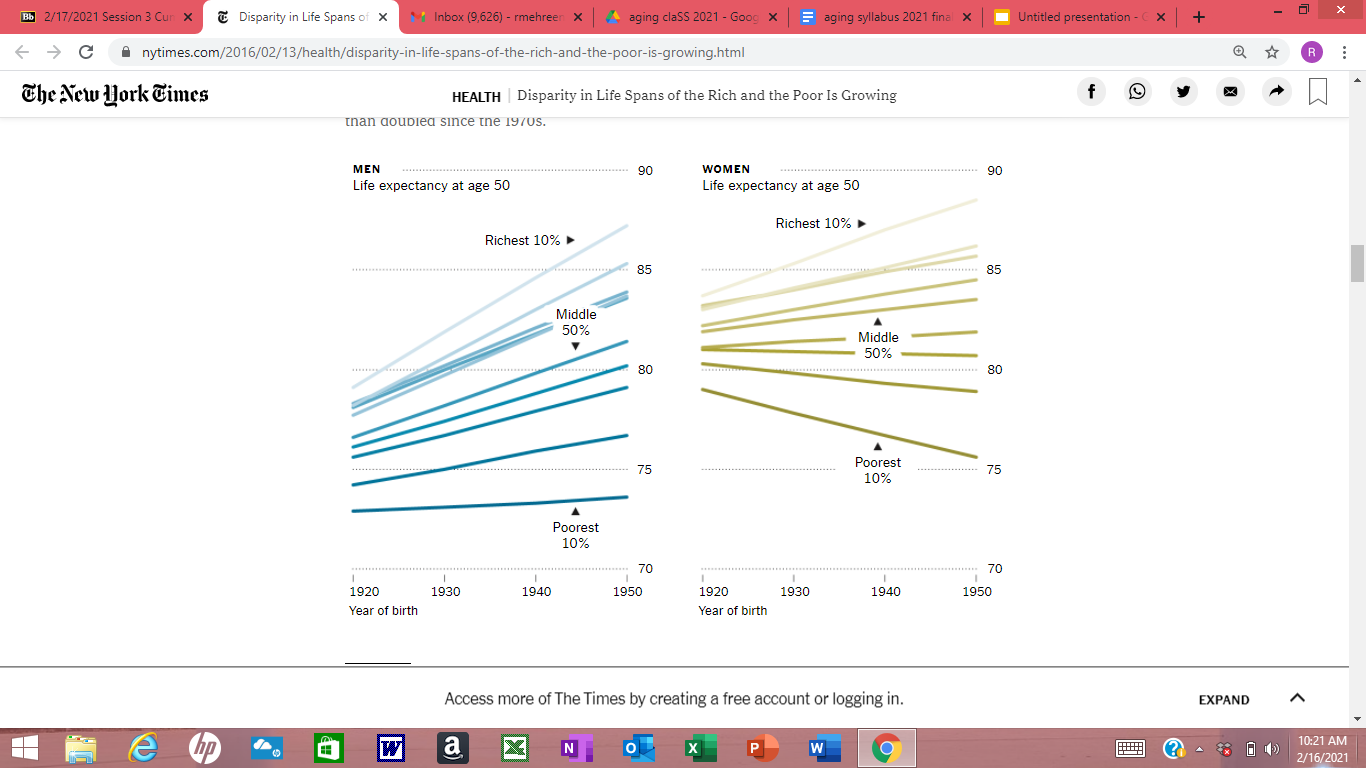 Bb 2/17/2021 Session 3 Cur
Disparity in Life Spans of
Inbox (9,626) - rmehreen
aging claSS 2021 - Goog
aging syllabus 2021 final
Untitled presentation - G
nytimes.com/2016/02/13/health/disparity-in-life-spans-of-the-rich-and-the-poor-is-growing.html
R
The New York Times
HEALTH | Disparity in Life Spans of the Rich and the Poor Is Growing
than doubled since the 1970s.
MEN
Life expectancy at age 50
90
85
80
75
70
Richest 10% ►
Middle
50%
▼
▲
Poorest
10%
1920 1930 1940 1950
Year of birth
WOMEN
Life expectancy at age 50
90
85
80
75
70
Richest 10% ►
▲
Middle
50%
▲
Poorest
10%
1920 1930 1940 1950
Year of birth
Access more of The Times by creating a free account or logging in.
EXPAND
hp
W
a
X
N
O
X
P
W
10:21 AM
2/16/2021